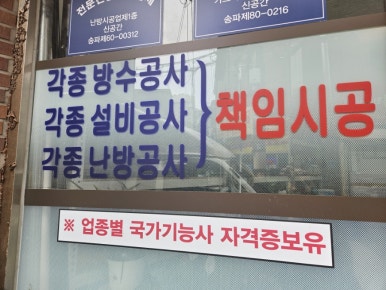 난방시공업제1종
신공간
송파제60-00312
신공간
송파제80-0216
각종 방수공사
각종 설비공사
각종 난방공사
책임시공
※ 업종별 국가기능사 자격증보유